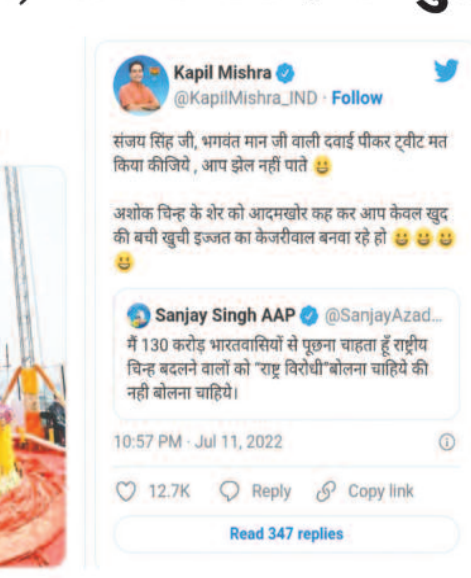 Kapil Mishra
@KapilMishra_IND · Follow
संजय सिंह जी, भगवंत मान जी वाली दवाई पीकर ट्वीट मत
किया कीजिये , आप झेल नहीं पाते 😀
अशोक चिन्ह के शेर को आदमखोर कह कर आप केवल खुद
की बची खुची इज्जत का केजरीवाल बनवा रहे हो 😀 😀 😀
😀
Sanjay Singh AAP @SanjayAzad...
मैं 130 करोड़ भारतवासियों से पूछना चाहता हूँ राष्ट्रीय
चिन्ह बदलने वालों को "राष्ट्र विरोधी"बोलना चाहिये की
नही बोलना चाहिये।
10:57 PM · Jul 11, 2022
12.7K Reply Copy link
Read 347 replies